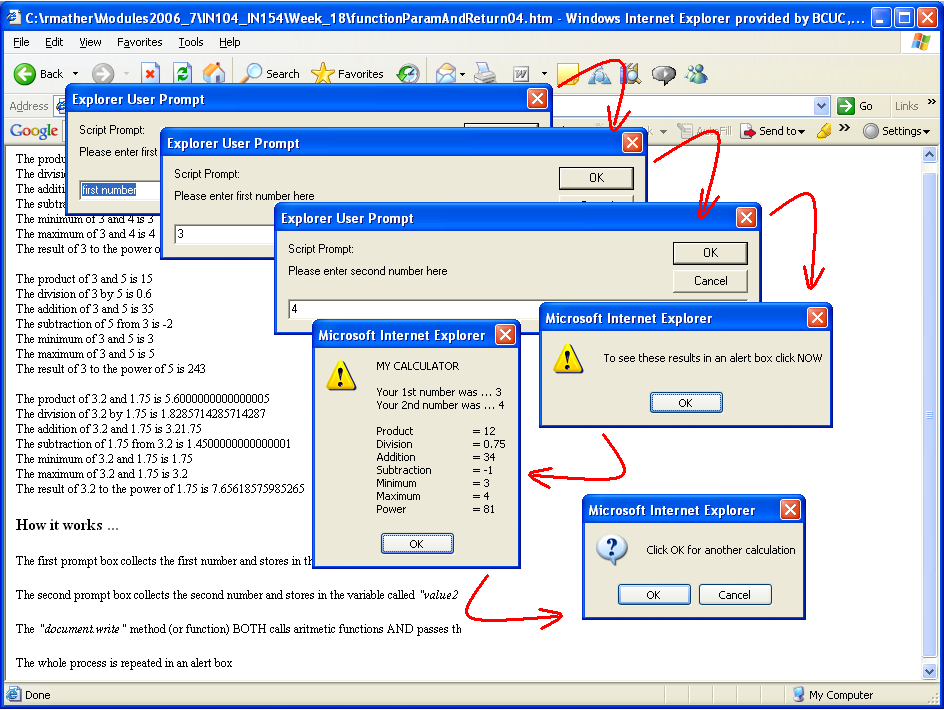 C:\rmather\Modules2006_7\IN104_IN154\Week_18\functionParamAndReturn04.htm - Windows Internet Explorer provided by BCUC,...
File Edit View Favorites Tools Help
Back Search Favorites
Address Go Links »
Google AutoFill Send to » Settings
Explorer User Prompt
Script Prompt:
Please enter first
first number
Explorer User Prompt
Script Prompt:
Please enter first number here
OK
3
Explorer User Prompt
Script Prompt:
Please enter second number here
OK
Cancel
4
Microsoft Internet Explorer
To see these results in an alert box click NOW
OK
Microsoft Internet Explorer
MY CALCULATOR
Your 1st number was ... 3
Your 2nd number was ... 4
Product = 12
Division = 0.75
Addition = 34
Subtraction = -1
Minimum = 3
Maximum = 4
Power = 81
OK
Microsoft Internet Explorer
Click OK for another calculation
OK Cancel
The
The
The
The
The minimum of 3 and 4 is 3
The maximum of 3 and 4 is 4
The result of 3 to the power
The product of 3 and 5 is 15
The division of 3 by 5 is 0.6
The addition of 3 and 5 is 35
The subtraction of 5 from 3 is -2
The minimum of 3 and 5 is 3
The maximum of 3 and 5 is 5
The result of 3 to the power of 5 is 243
The product of 3.2 and 1.75 is 5.6000000000000005
The division of 3.2 by 1.75 is 1.8285714285714287
The addition of 3.2 and 1.75 is 3.21.75
The subtraction of 1.75 from 3.2 is 1.4500000000000001
The minimum of 3.2 and 1.75 is 1.75
The maximum of 3.2 and 1.75 is 3.2
The result of 3.2 to the power of 1.75 is 7.65618575985265
How it works ...
The first prompt box collects the first number and stores in
The second prompt box collects the second number and stores in the variable called "value2
The "document.write" method (or function) BOTH calls aritmetic functions AND passes th
The whole process is repeated in an alert box
Done My Computer